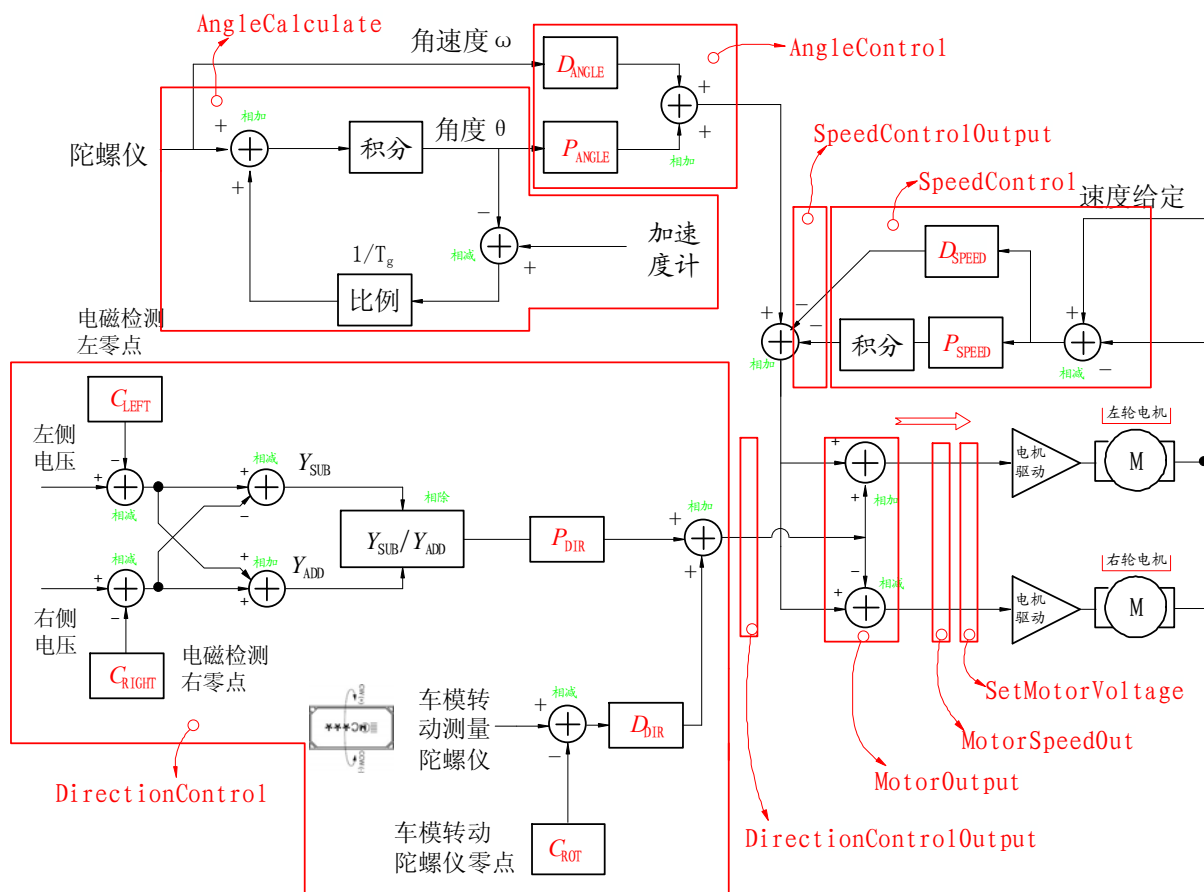 AngleCalculate
角速度 ω
D_ANGLE
AngleControl
相加
陀螺仪
积分
角度 θ
P_ANGLE
相加
SpeedControlOutput
SpeedControl
速度给定
相减
加速
度计
1/T_g
比例
D_SPEED
积分
P_SPEED
相加
相减
电磁检测
左零点
C_LEFT
左侧
电压
相减
相减
Y_SUB
相除
Y_SUB/Y_ADD
P_DIR
相加
相减
相加
Y_ADD
右侧
电压
C_RIGHT
电磁检测
右零点
相加
相减
电机
驱动
左轮电机
M
电机
驱动
右轮电机
M
车模转
动测量
陀螺仪
相减
D_DIR
车模转动
陀螺仪零点
C_ROT
DirectionControl
SetMotorVoltage
MotorSpeedOut
MotorOutput
DirectionControlOutput